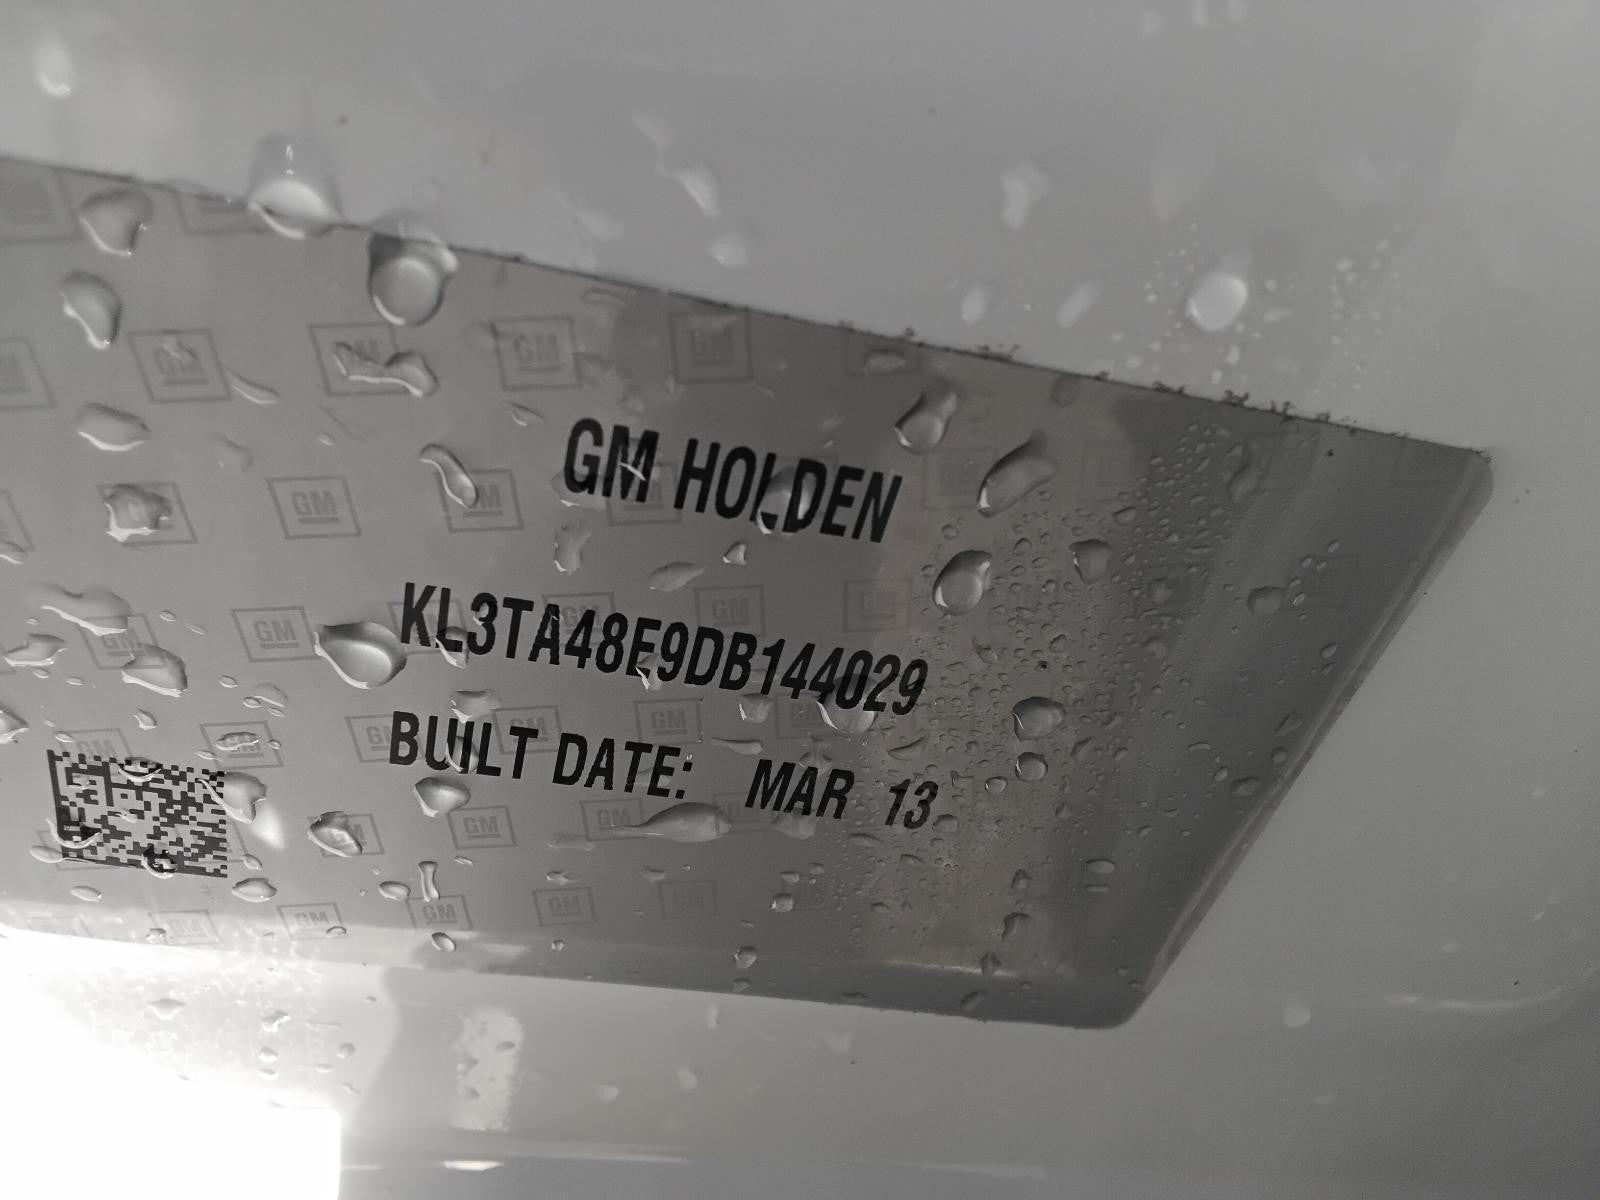 GM HOLDEN
KL3TA48E9DB144029
BUILT DATE: MAR 13